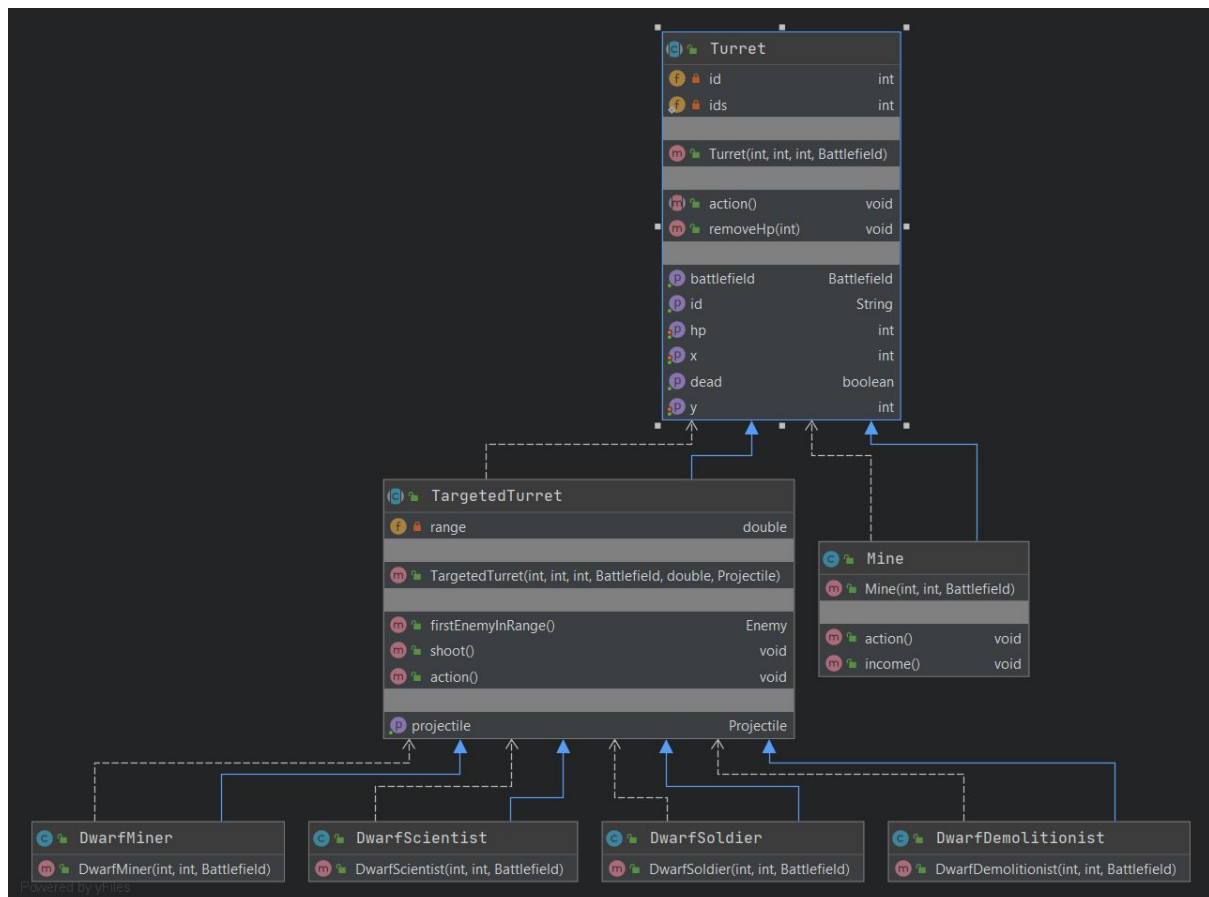 Turret
id int
ids int
Turret(int, int, int, Battlefield)
action() void
removeHp(int) void
battlefield Battlefield
id String
hp int
x int
dead boolean
y int
TargetedTurret
range double
TargetedTurret(int, int, int, Battlefield, double, Projectile)
firstEnemyInRange() Enemy
shoot() void
action() void
projectile Projectile
Mine
Mine(int, int, Battlefield)
action() void
income() void
DwarfMiner
DwarfMiner(int, int, Battlefield)
DwarfScientist
DwarfScientist(int, int, Battlefield)
DwarfSoldier
DwarfSoldier(int, int, Battlefield)
DwarfDemolitionist
DwarfDemolitionist(int, int, Battlefield)
Powered by yFiles